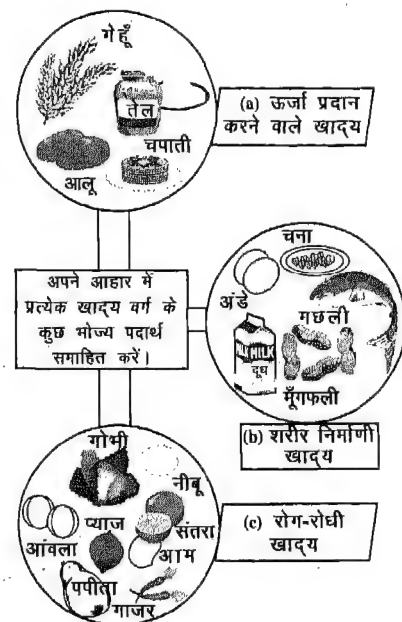 गेहूँ
तेल
चपाती
आलू
(a) ऊर्जा प्रदान
करने वाले खाद्य
चना
अंडे
मछली
MILK
दूध
मूँगफली
अपने आहार में
प्रत्येक खाद्य वर्ग के
कुछ भोज्य पदार्थ
समाहित करें।
(b) शरीर निर्माणी
खाद्य
गोभी
नीबू
प्याज
संतरा
आंवला
आम
पपीता
गाजर
(c) रोग-रोधी
खाद्य